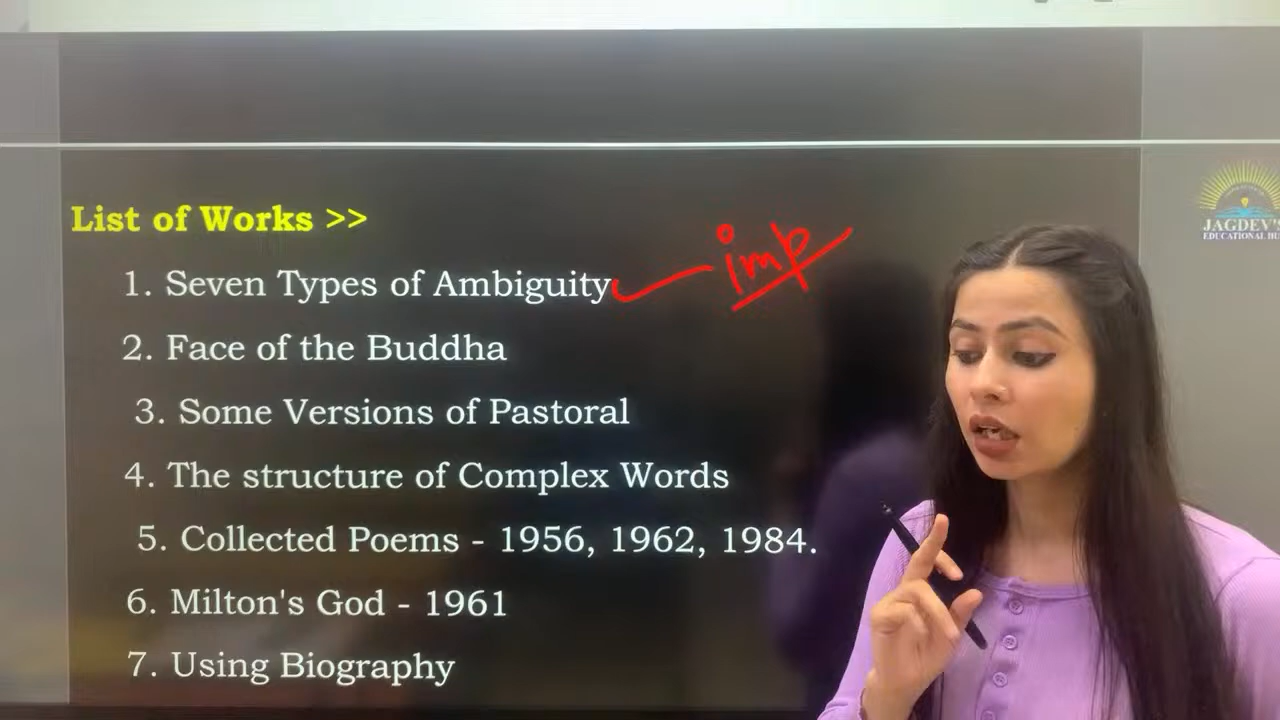 List of Works >>
1. Seven Types of Ambiguity
imp
2. Face of the Buddha
3. Some Versions of Pastoral
4. The structure of Complex Words
5. Collected Poems - 1956, 1962, 1984.
6. Milton's God - 1961
7. Using Biography
JAGDEV'S
EDUCATIONAL